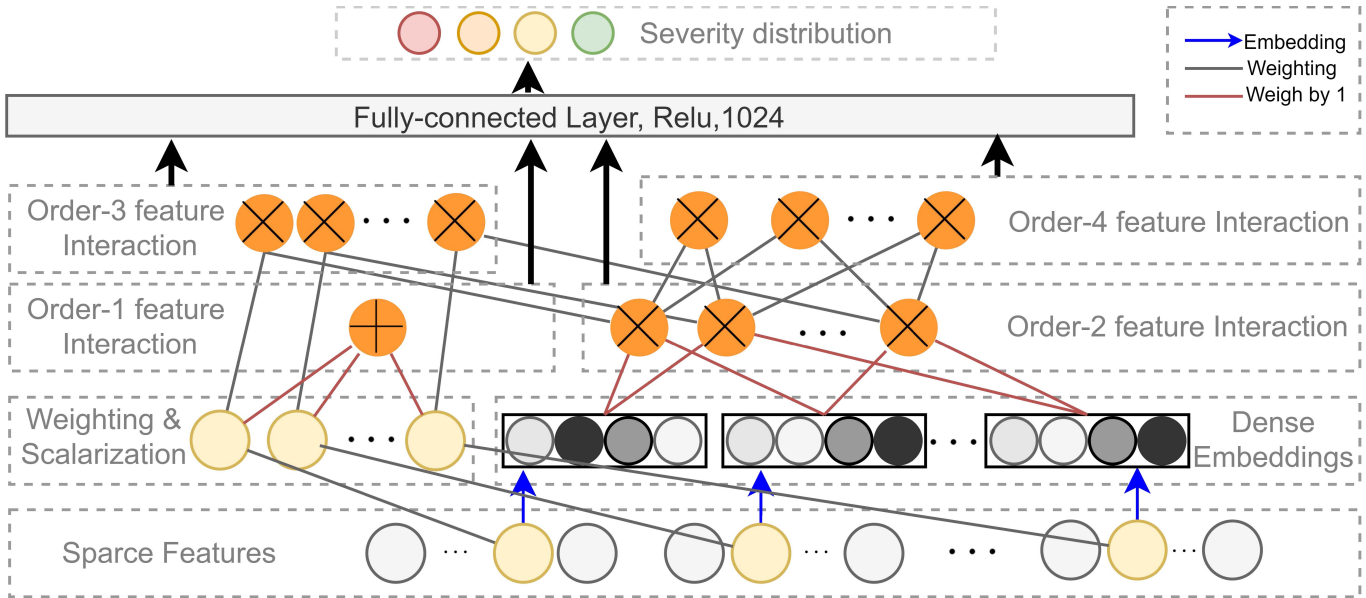 Severity distribution
Embedding
Weighting
Weigh by 1
Fully-connected Layer, Relu,1024
Order-3 feature
Interaction
Order-4 feature Interaction
Order-1 feature
Interaction
Order-2 feature Interaction
Weighting &
Scalarization
Dense
Embeddings
Sparce Features